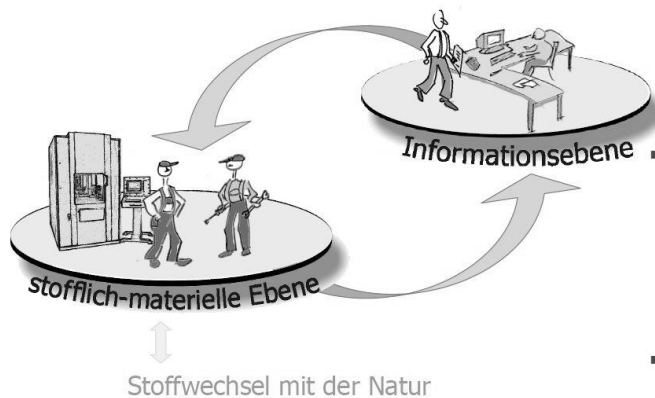 Informationsebene
stofflich-materielle Ebene
Stoffwechsel mit der Natur